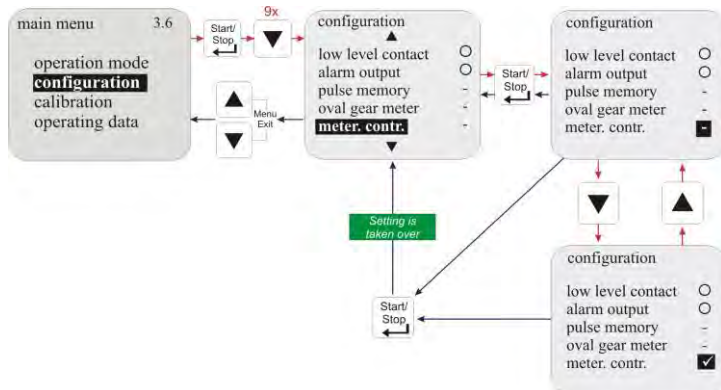 main menu 3.6
operation mode
configuration
calibration
operating data
Start/
Stop
9x
Menu
Exit
configuration
low level contact O
alarm output O
pulse memory -
oval gear meter -
meter. contr. -
Start/
Stop
configuration
low level contact O
alarm output O
pulse memory -
oval gear meter -
meter. contr. -
Setting is
taken over
Start/
Stop
configuration
low level contact O
alarm output O
pulse memory -
oval gear meter -
meter. contr. ✓